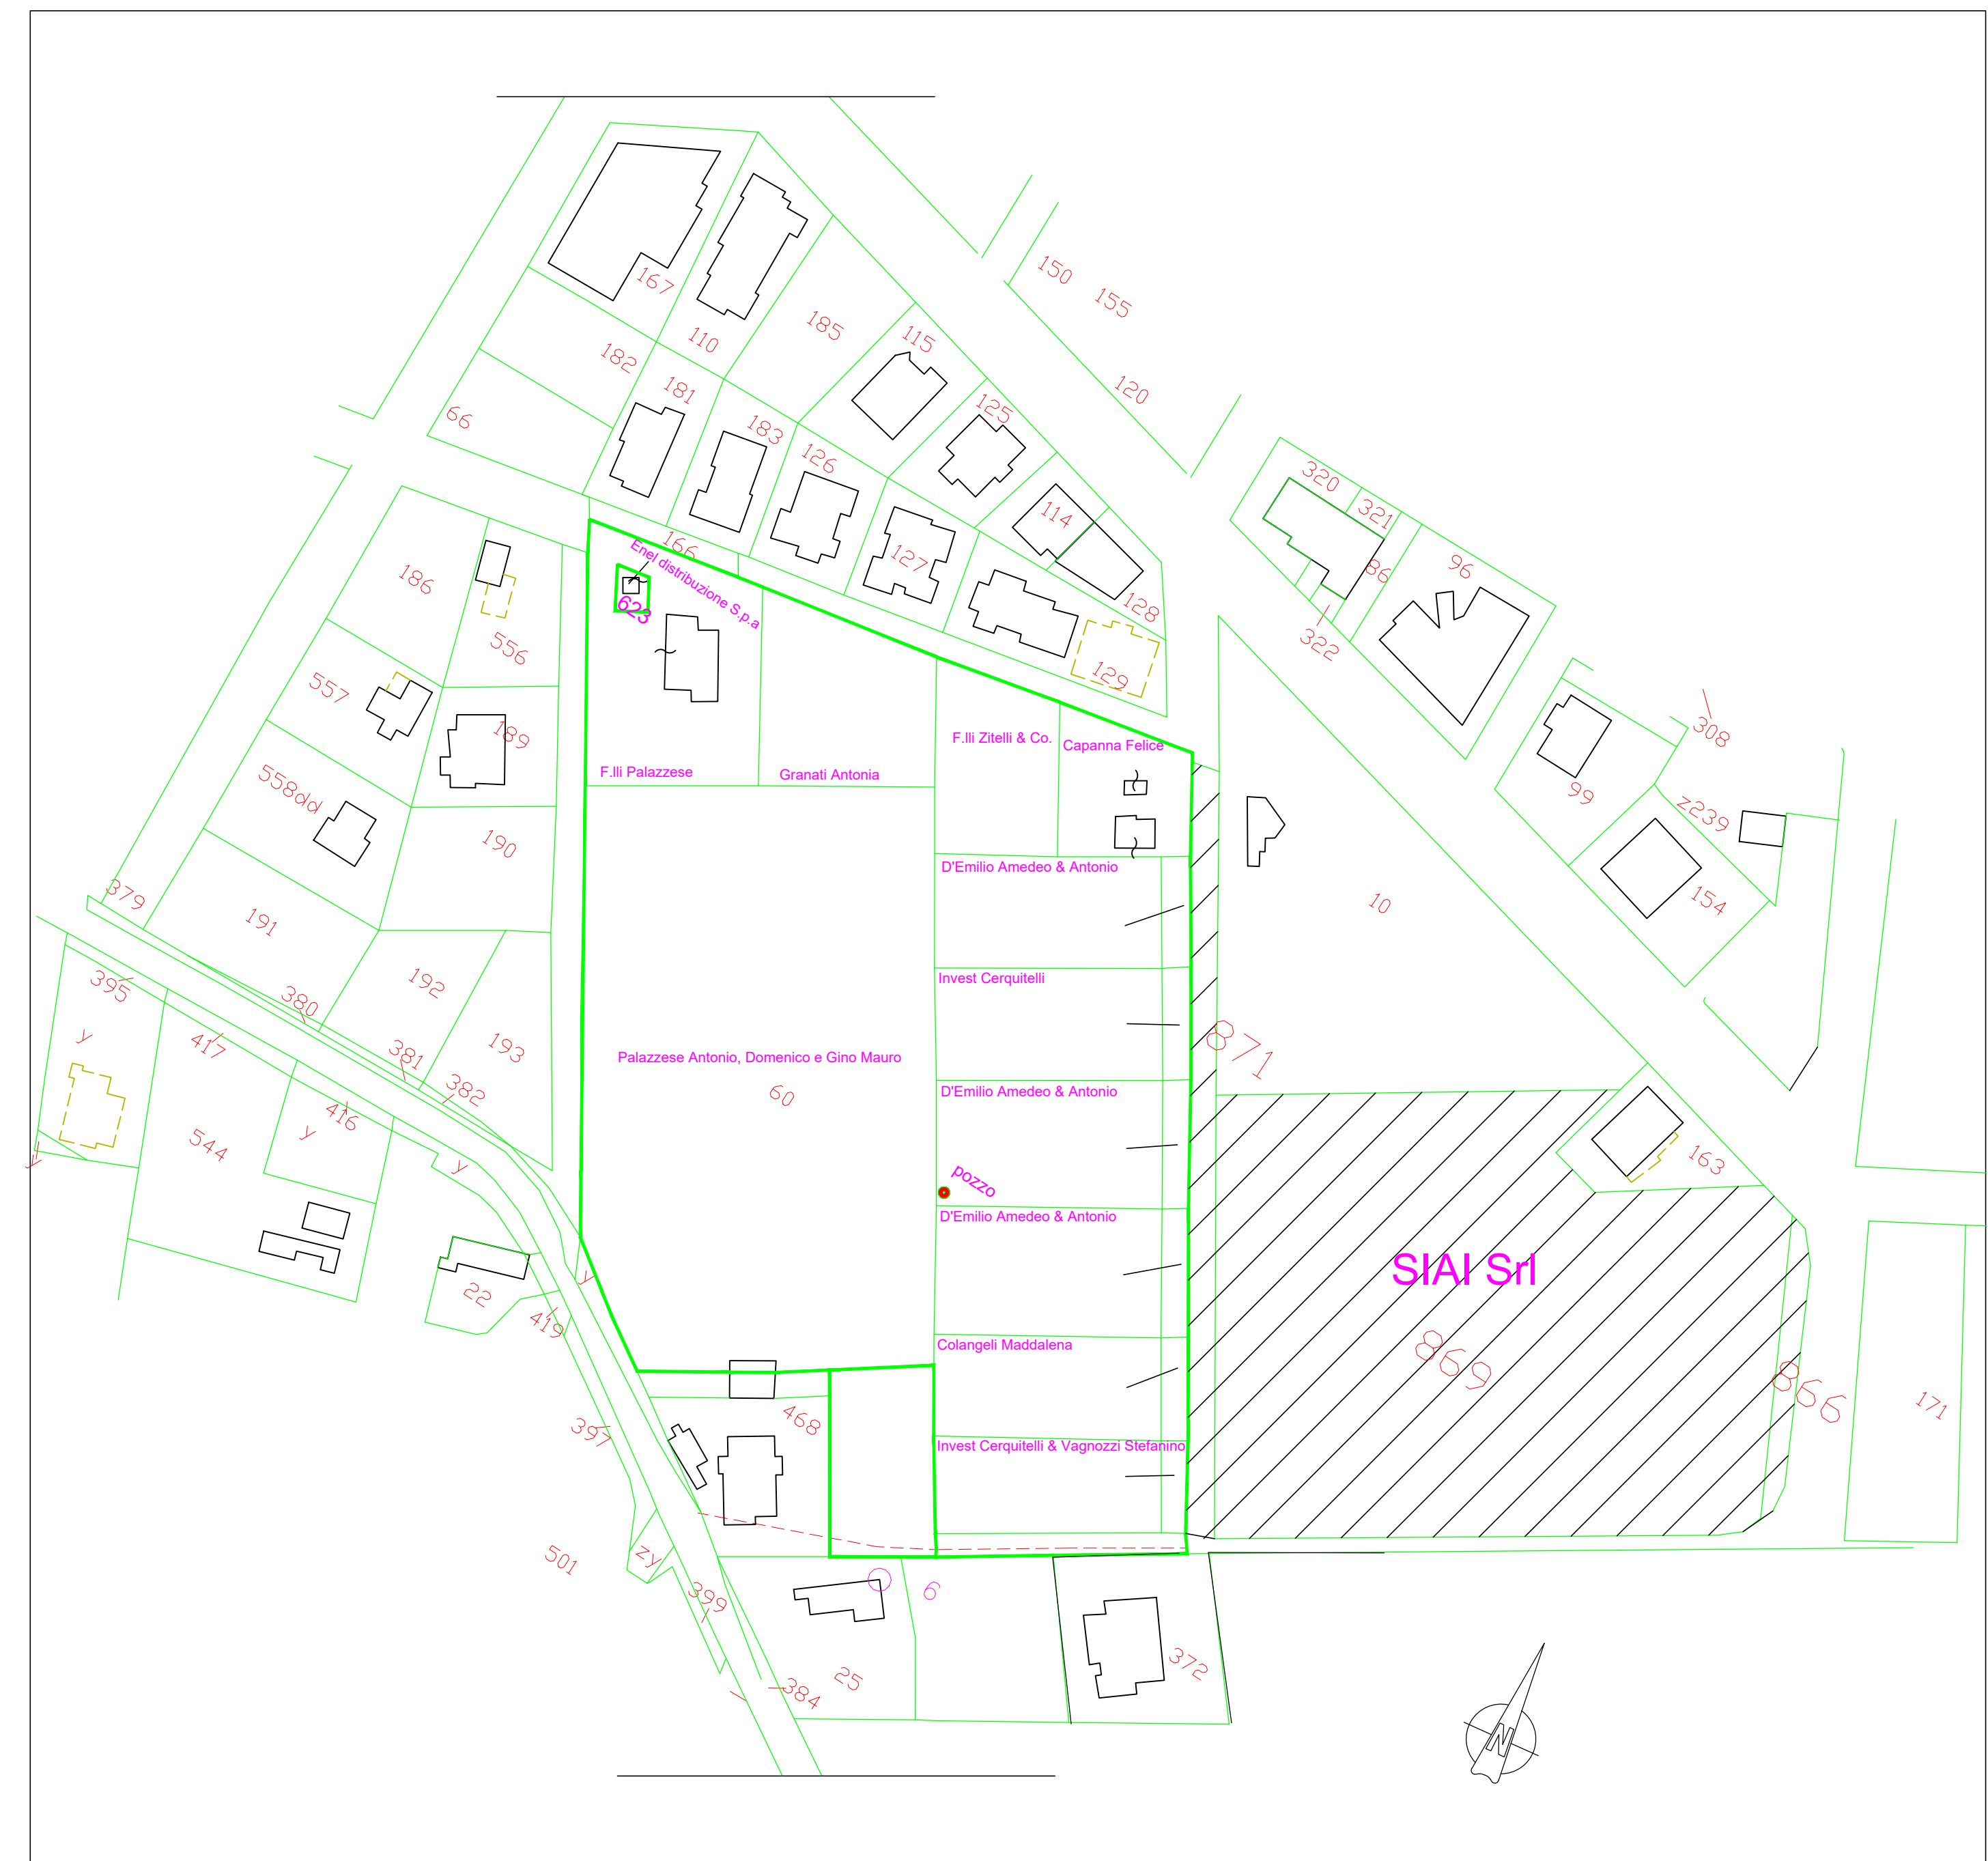 150
155
167
185
115
110
182
120
181
125
183
66
126
320
321
114
166
Enel distribuzione S.p.a
127
86
96
186
623
128
322
556
129
557
189
308
F.lli Zitelli & Co.
Capanna Felice
F.lli Palazzese
Granati Antonia
558dd
99
z239
190
D'Emilio Amedeo & Antonio
379
10
154
191
Invest Cerquitelli
395
192
380
y
417
381
193
871
Palazzese Antonio, Domenico e Gino Mauro
382
60
D'Emilio Amedeo & Antonio
416
y
544
y
y
163
pozzo
D'Emilio Amedeo & Antonio
SIAI Srl
y
22
419
Colangeli Maddalena
869
866
171
468
397
Invest Cerquitelli & Vagnozzi Stefanino
501
zy
399
6
25
384
372
N